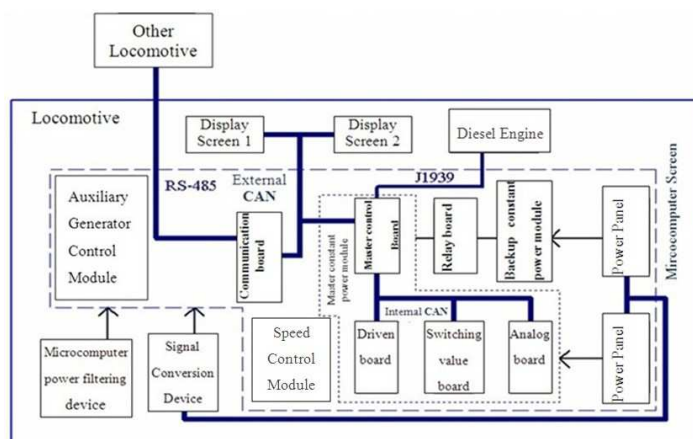 Other
Locomotive
Locomotive
Display
Screen 1
Display
Screen 2
Diesel Engine
RS-485
External
CAN
J1939
Mircocomputer Screen
Auxiliary
Generator
Control
Module
Communication
board
Master constant
power module
Master control
Board
Relay board
Backup constant
power module
Power Panel
Internal CAN
Driven
board
Switching
value
board
Analog
board
Power Panel
Speed
Control
Module
Microcomputer
power filtering
device
Signal
Conversion
Device